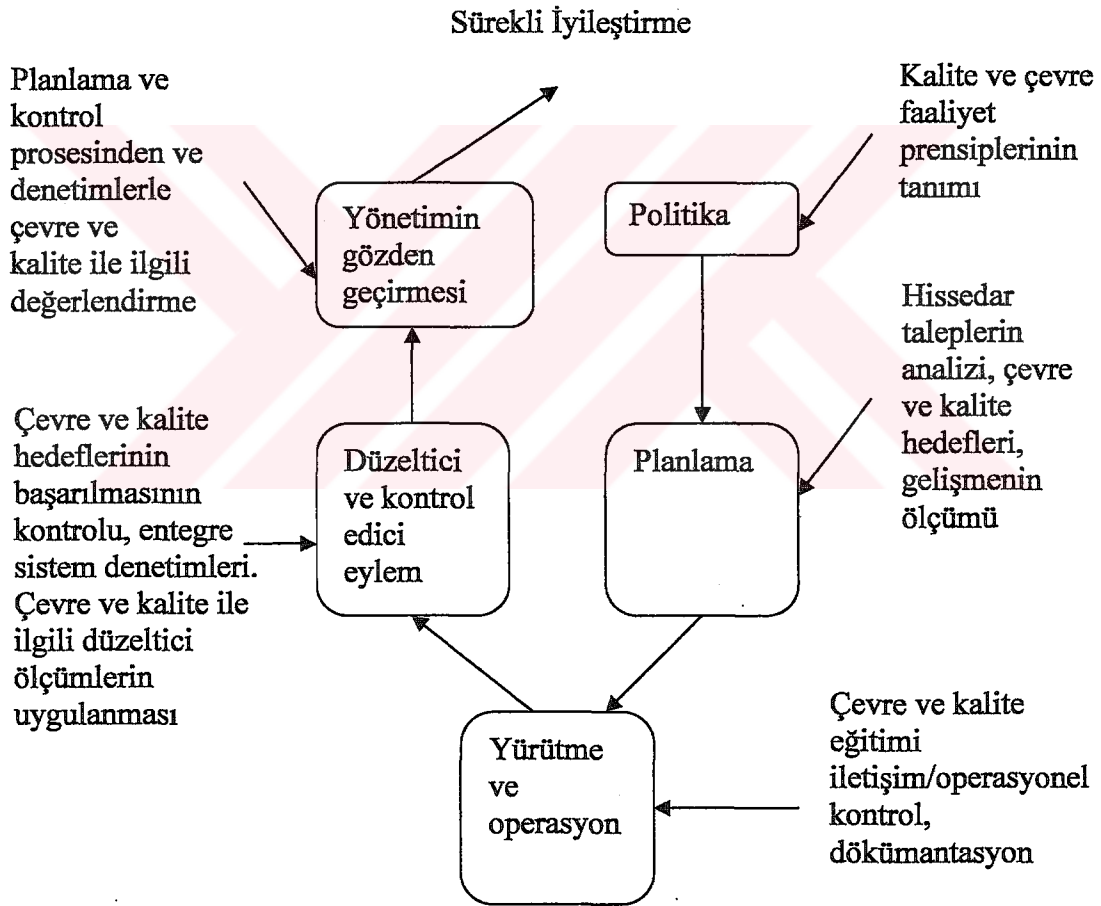 Sürekli İyileştirme
Planlama ve
kontrol
prosesinden ve
denetimlerle
çevre ve
kalite ile ilgili
değerlendirme
Yönetimin
gözden
geçirmesi
Politika
Kalite ve çevre
faaliyet
prensiplerinin
tanımı
Hissedar
taleplerin
analizi, çevre
ve kalite
hedefleri,
gelişmenin
ölçümü
Çevre ve kalite
hedeflerinin
başarılmasının
kontrolu, entegre
sistem denetimleri.
Çevre ve kalite ile
ilgili düzeltici
ölçümlerin
uygulanması
Düzeltici
ve kontrol
edici
eylem
Planlama
Yürütme
ve
operasyon
Çevre ve kalite
eğitimi
iletişim/operasyonel
kontrol,
dökümantasyon